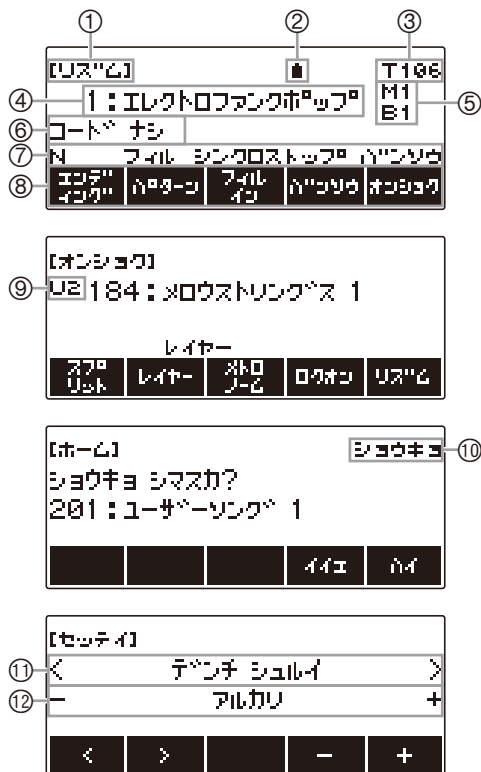 ① ② ③
[リズム] T106
④ 1:エレクトロファンクポップ M1 ⑤
B1
⑥ コード ナシ
⑦ N フィル シンクロストップ バンソウ
⑧ エンディング パターン フィルイン バンソウ オンショク
[オンショク]
⑨ U2 184:メロウストリングス 1
レイヤー
スプリット レイヤー メトロノーム ロクオン リズム
[ホーム] ショウキョ ⑩
ショウキョ シマスカ?
201:ユーザーソング 1
イイエ ハイ
[セッテイ]
⑪ < デンチ シュルイ >
⑫ - アルカリ +
< > - +